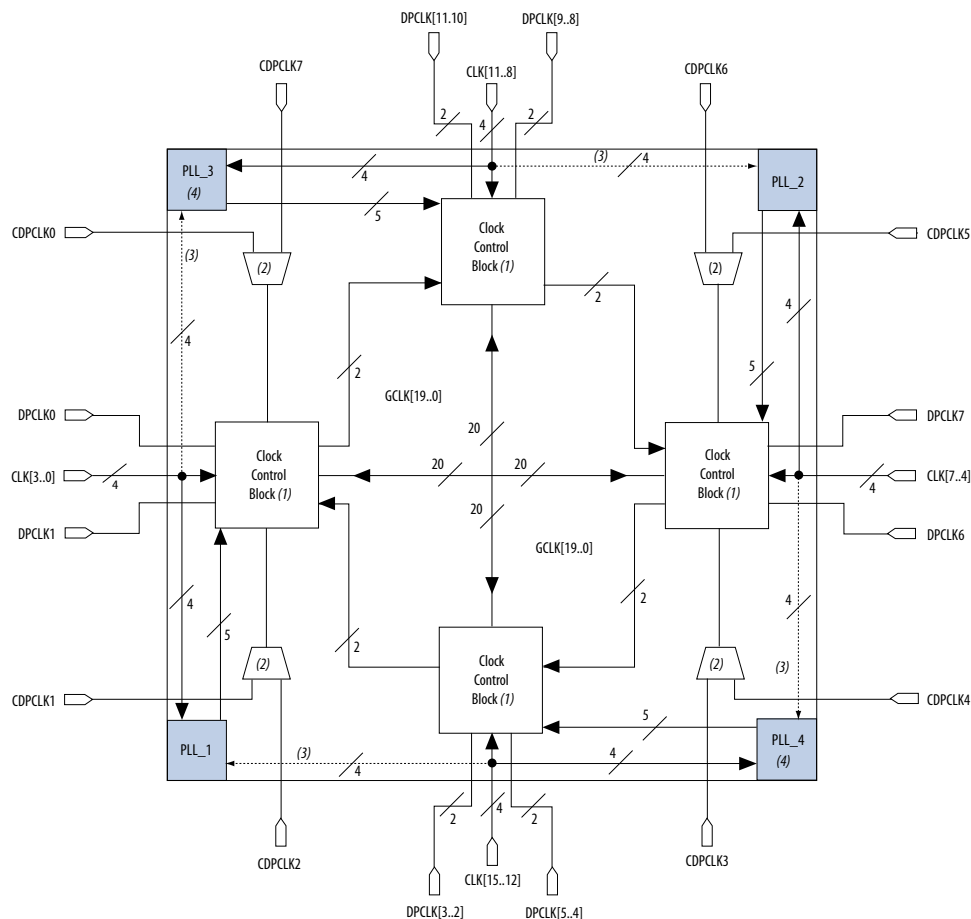 DPCLK[11.10]
DPCLK[9..8]
CDPCLK7
CLK[11..8]
CDPCLK6
2
4
2
PLL_3
(4)
4
(3)
4
PLL_2
5
CDPCLK0
(3)
(2)
Clock
Control
Block (1)
(2)
CDPCLK5
2
4
4
2
5
GCLK[19..0]
DPCLK0
20
DPCLK7
CLK[3..0]
4
Clock
Control
Block (1)
20
20
Clock
Control
Block (1)
4
CLK[7..4]
20
DPCLK1
GCLK[19..0]
DPCLK6
4
5
2
2
4
(2)
Clock
Control
Block (1)
(2)
(3)
CDPCLK1
CDPCLK4
5
PLL_1
(3)
4
4
PLL_4
(4)
2
4
2
CDPCLK2
CDPCLK3
CLK[15..12]
DPCLK[3..2]
DPCLK[5..4]